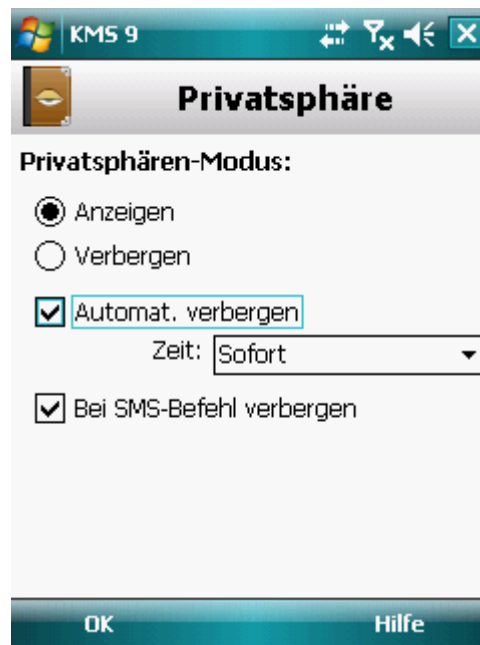 KMS 9
Privatsphäre
Privatsphären-Modus:
Anzeigen
Verbergen
Automat. verbergen
Zeit: Sofort
Bei SMS-Befehl verbergen
OK Hilfe